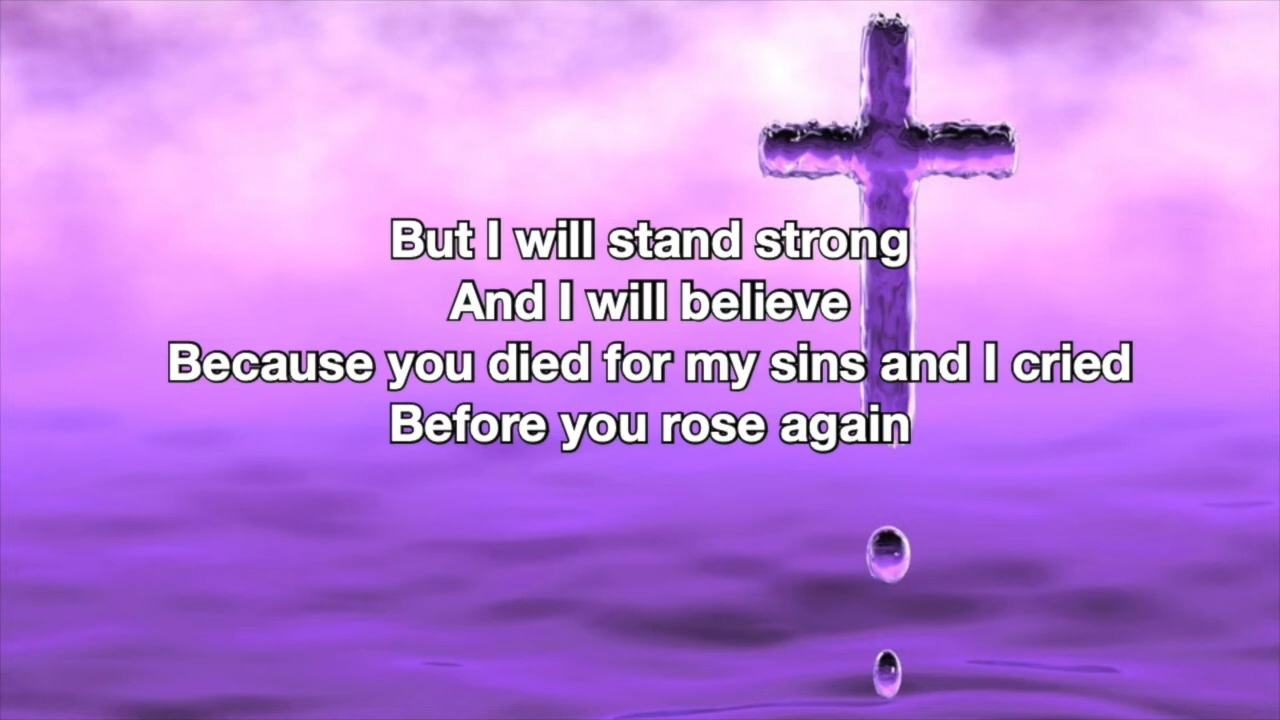 But I will stand strong
And I will believe
Because you died for my sins and I cried
Before you rose again